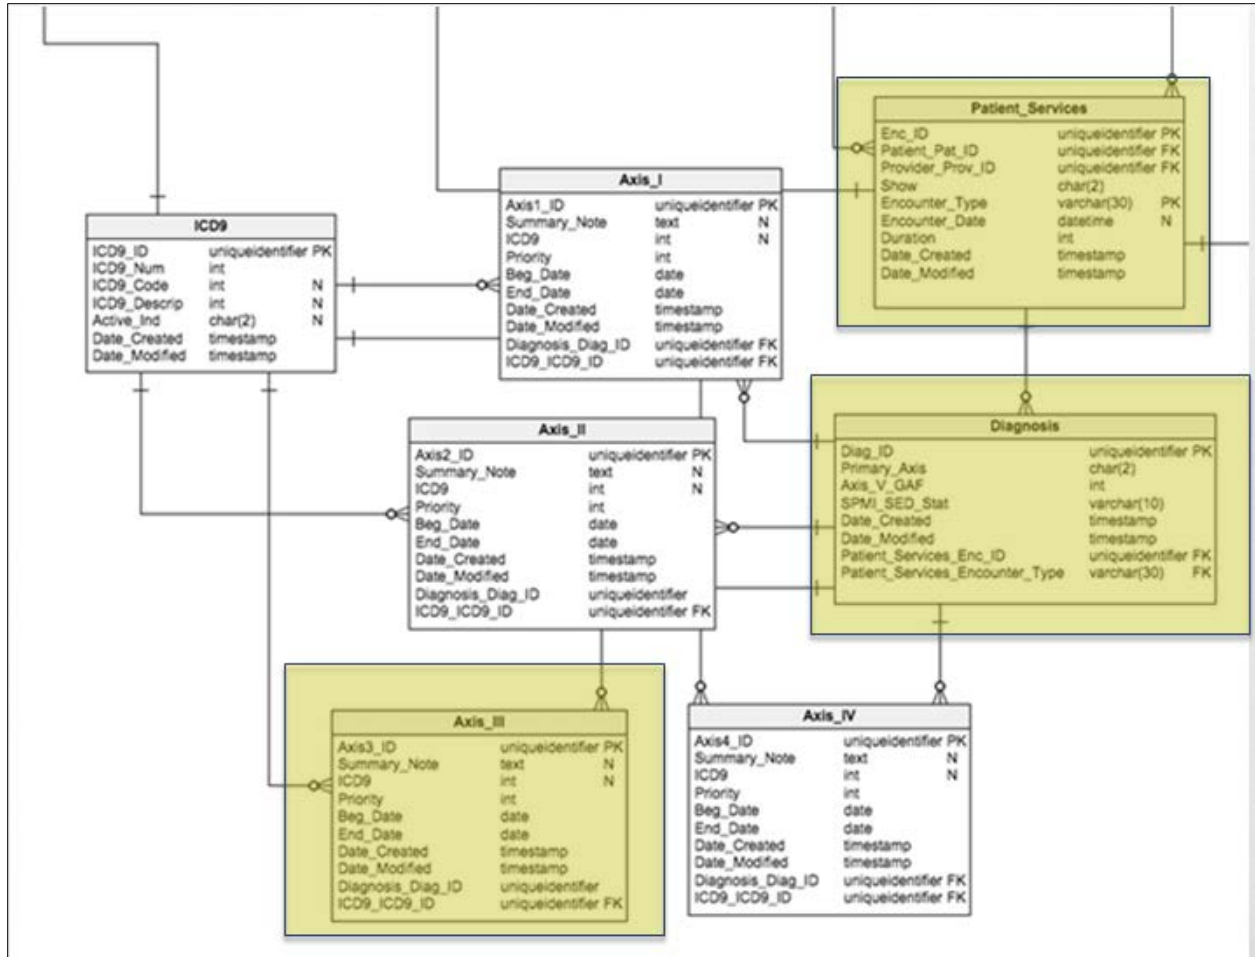 Patient_Services
Enc_ID uniqueidentifier PK
Patient_Pat_ID uniqueidentifier FK
Provider_Prov_ID uniqueidentifier FK
Show char(2)
Encounter_Type varchar(30) PK
Encounter_Date datetime N
Duration int
Date_Created timestamp
Date_Modified timestamp
Axis_I
Axis1_ID uniqueidentifier PK
Summary_Note text N
ICD9 int N
Priority int
Beg_Date date
End_Date date
Date_Created timestamp
Date_Modified timestamp
Diagnosis_Diag_ID uniqueidentifier FK
ICD9_ICD9_ID uniqueidentifier FK
ICD9
ICD9_ID uniqueidentifier PK
ICD9_Num int
ICD9_Code int N
ICD9_Descrip int N
Active_Ind char(2) N
Date_Created timestamp
Date_Modified timestamp
Axis_II
Axis2_ID uniqueidentifier PK
Summary_Note text N
ICD9 int N
Priority int
Beg_Date date
End_Date date
Date_Created timestamp
Date_Modified timestamp
Diagnosis_Diag_ID uniqueidentifier
ICD9_ICD9_ID uniqueidentifier FK
Diagnosis
Diag_ID uniqueidentifier PK
Primary_Axis char(2)
Axis_V_GAF int
SPMI_SED_Stat varchar(10)
Date_Created timestamp
Date_Modified timestamp
Patient_Services_Enc_ID uniqueidentifier FK
Patient_Services_Encounter_Type varchar(30) FK
Axis_III
Axis3_ID uniqueidentifier PK
Summary_Note text N
ICD9 int N
Priority int
Beg_Date date
End_Date date
Date_Created timestamp
Date_Modified timestamp
Diagnosis_Diag_ID uniqueidentifier
ICD9_ICD9_ID uniqueidentifier FK
Axis_IV
Axis4_ID uniqueidentifier PK
Summary_Note text N
ICD9 int N
Priority int
Beg_Date date
End_Date date
Date_Created timestamp
Date_Modified timestamp
Diagnosis_Diag_ID uniqueidentifier FK
ICD9_ICD9_ID uniqueidentifier FK